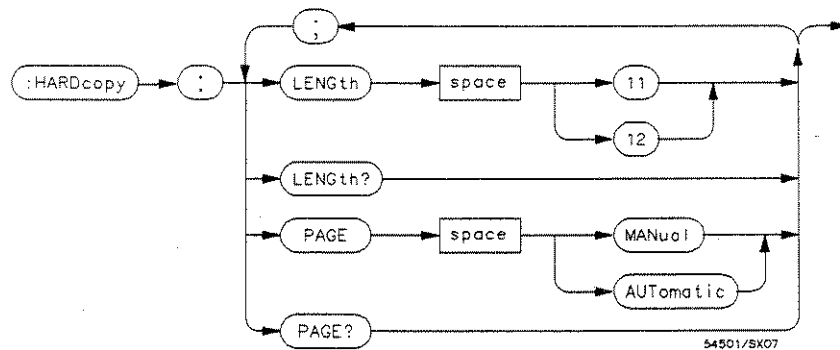 ;
:HARDcopy : LENGth space 11
12
LENGth?
PAGE space MANual
AUTomatic
PAGE?
54501/SX07